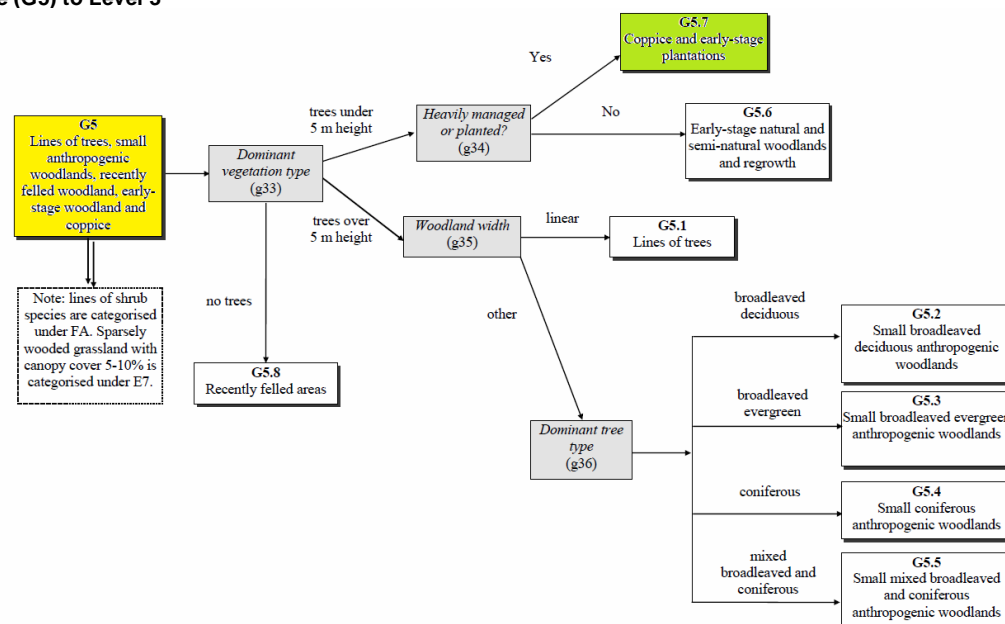 e (G5) to Level 3
G5
Lines of trees, small
anthropogenic
woodlands, recently
felled woodland, early-
stage woodland and
coppice
Note: lines of shrub
species are categorised
under FA. Sparsely
wooded grassland with
canopy cover 5-10% is
categorised under E7.
Dominant
vegetation type
(g33)
trees under
5 m height
trees over
5 m height
no trees
G5.8
Recently felled areas
Heavily managed
or planted?
(g34)
Yes
No
G5.7
Coppice and early-stage
plantations
G5.6
Early-stage natural and
semi-natural woodlands
and regrowth
Woodland width
(g35)
linear
other
G5.1
Lines of trees
Dominant tree
type
(g36)
broadleaved
deciduous
G5.2
Small broadleaved
deciduous anthropogenic
woodlands
broadleaved
evergreen
G5.3
Small broadleaved evergreen
anthropogenic woodlands
coniferous
G5.4
Small coniferous
anthropogenic woodlands
mixed
broadleaved and
coniferous
G5.5
Small mixed broadleaved
and coniferous
anthropogenic woodlands